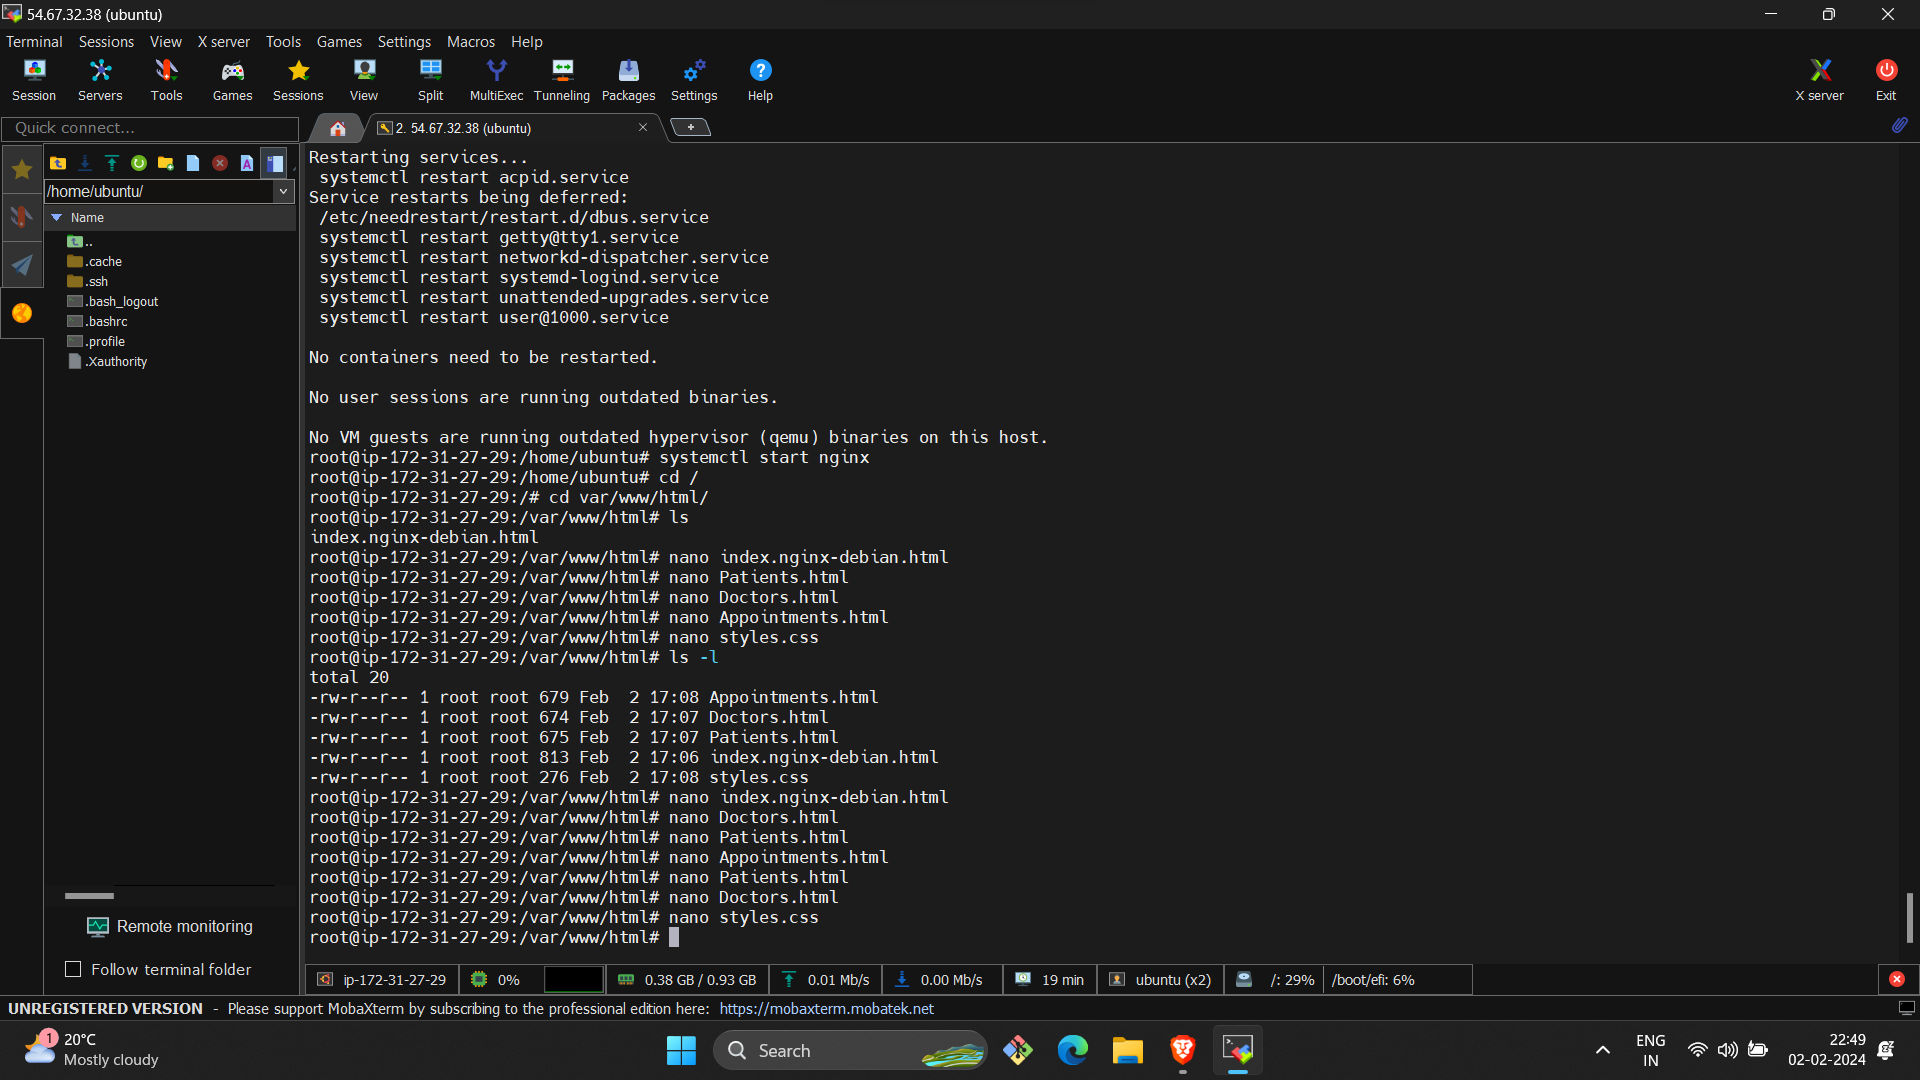 54.67.32.38 (ubuntu)
Terminal Sessions View X server Tools Games Settings Macros Help
Session Servers Tools Games Sessions View Split MultiExec Tunneling Packages Settings Help X server Exit
Quick connect...
2. 54.67.32.38 (ubuntu)
/home/ubuntu/
Name
..
.cache
.ssh
.bash_logout
.bashrc
.profile
.Xauthority
Remote monitoring
Follow terminal folder
Restarting services...
 systemctl restart acpid.service
Service restarts being deferred:
 /etc/needrestart/restart.d/dbus.service
 systemctl restart getty@tty1.service
 systemctl restart networkd-dispatcher.service
 systemctl restart systemd-logind.service
 systemctl restart unattended-upgrades.service
 systemctl restart user@1000.service
No containers need to be restarted.
No user sessions are running outdated binaries.
No VM guests are running outdated hypervisor (qemu) binaries on this host.
root@ip-172-31-27-29:/home/ubuntu# systemctl start nginx
root@ip-172-31-27-29:/home/ubuntu# cd /
root@ip-172-31-27-29:/# cd var/www/html/
root@ip-172-31-27-29:/var/www/html# ls
index.nginx-debian.html
root@ip-172-31-27-29:/var/www/html# nano index.nginx-debian.html
root@ip-172-31-27-29:/var/www/html# nano Patients.html
root@ip-172-31-27-29:/var/www/html# nano Doctors.html
root@ip-172-31-27-29:/var/www/html# nano Appointments.html
root@ip-172-31-27-29:/var/www/html# nano styles.css
root@ip-172-31-27-29:/var/www/html# ls -l
total 20
-rw-r--r-- 1 root root 679 Feb  2 17:08 Appointments.html
-rw-r--r-- 1 root root 674 Feb  2 17:07 Doctors.html
-rw-r--r-- 1 root root 675 Feb  2 17:07 Patients.html
-rw-r--r-- 1 root root 813 Feb  2 17:06 index.nginx-debian.html
-rw-r--r-- 1 root root 276 Feb  2 17:08 styles.css
root@ip-172-31-27-29:/var/www/html# nano index.nginx-debian.html
root@ip-172-31-27-29:/var/www/html# nano Doctors.html
root@ip-172-31-27-29:/var/www/html# nano Patients.html
root@ip-172-31-27-29:/var/www/html# nano Appointments.html
root@ip-172-31-27-29:/var/www/html# nano Patients.html
root@ip-172-31-27-29:/var/www/html# nano Doctors.html
root@ip-172-31-27-29:/var/www/html# nano styles.css
root@ip-172-31-27-29:/var/www/html#
ip-172-31-27-29 0% 0.38 GB / 0.93 GB 0.01 Mb/s 0.00 Mb/s 19 min ubuntu (x2) /: 29% /boot/efi: 6%
UNREGISTERED VERSION - Please support MobaXterm by subscribing to the professional edition here: https://mobaxterm.mobatek.net
1
20°C
Mostly cloudy
Search
ENG
IN
22:49
02-02-2024